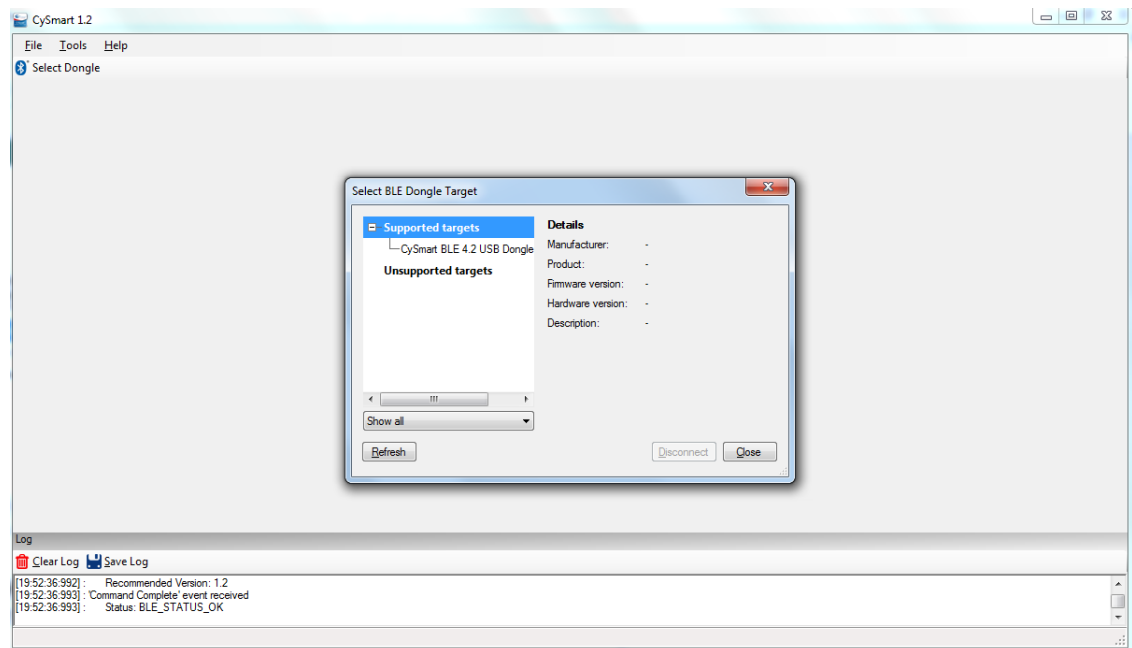 CySmart 1.2
File Tools Help
Select Dongle
Select BLE Dongle Target
Supported targets
CySmart BLE 4.2 USB Dongle
Unsupported targets
Details
Manufacturer: -
Product: -
Firmware version: -
Hardware version: -
Description: -
Show all
Refresh
Disconnect Close
Log
Clear Log Save Log
[19:52:36:992] : Recommended Version: 1.2
[19:52:36:993] : 'Command Complete' event received
[19:52:36:993] : Status: BLE_STATUS_OK